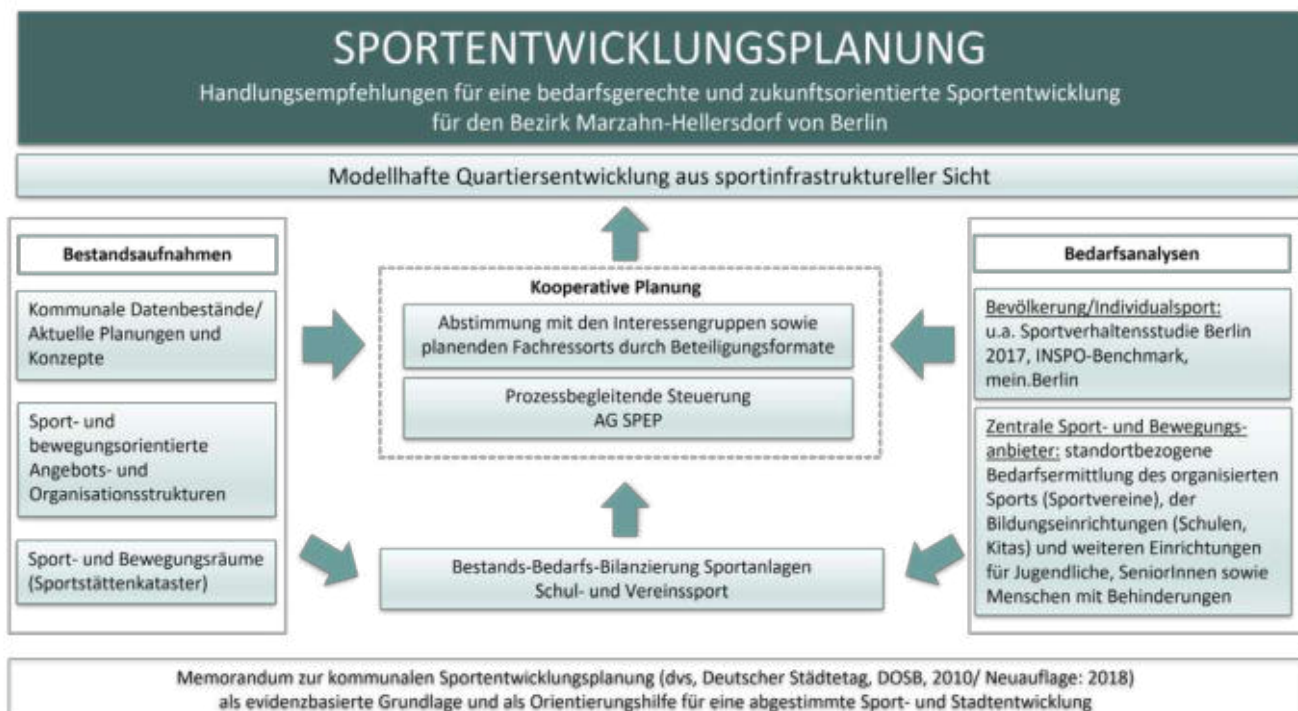 SPORTENTWICKLUNGSPLANUNG
Handlungsempfehlungen für eine bedarfsgerechte und zukunftsorientierte Sportentwicklung
für den Bezirk Marzahn-Hellersdorf von Berlin
Modellhafte Quartiersentwicklung aus sportinfrastruktureller Sicht
Bestandsaufnahmen
Kommunale Datenbestände/
Aktuelle Planungen und
Konzepte
Sport- und
bewegungsorientierte
Angebots- und
Organisationsstrukturen
Sport- und Bewegungsräume
(Sportstättenkataster)
Kooperative Planung
Abstimmung mit den Interessengruppen sowie
planenden Fachressorts durch Beteiligungsformate
Prozessbegleitende Steuerung
AG SPEP
Bestands-Bedarfs-Bilanzierung Sportanlagen
Schul- und Vereinssport
Bedarfsanalysen
Bevölkerung/Individualsport:
u.a. Sportverhaltensstudie Berlin
2017, INSPO-Benchmark,
mein.Berlin
Zentrale Sport- und Bewegungs-
anbieter: standortbezogene
Bedarfsermittlung des organisierten
Sports (Sportvereine), der
Bildungseinrichtungen (Schulen,
Kitas) und weiteren Einrichtungen
für Jugendliche, SeniorInnen sowie
Menschen mit Behinderungen
Memorandum zur kommunalen Sportentwicklungsplanung (dvs, Deutscher Städtetag, DOSB, 2010/ Neuauflage: 2018)
als evidenzbasierte Grundlage und als Orientierungshilfe für eine abgestimmte Sport- und Stadtentwicklung